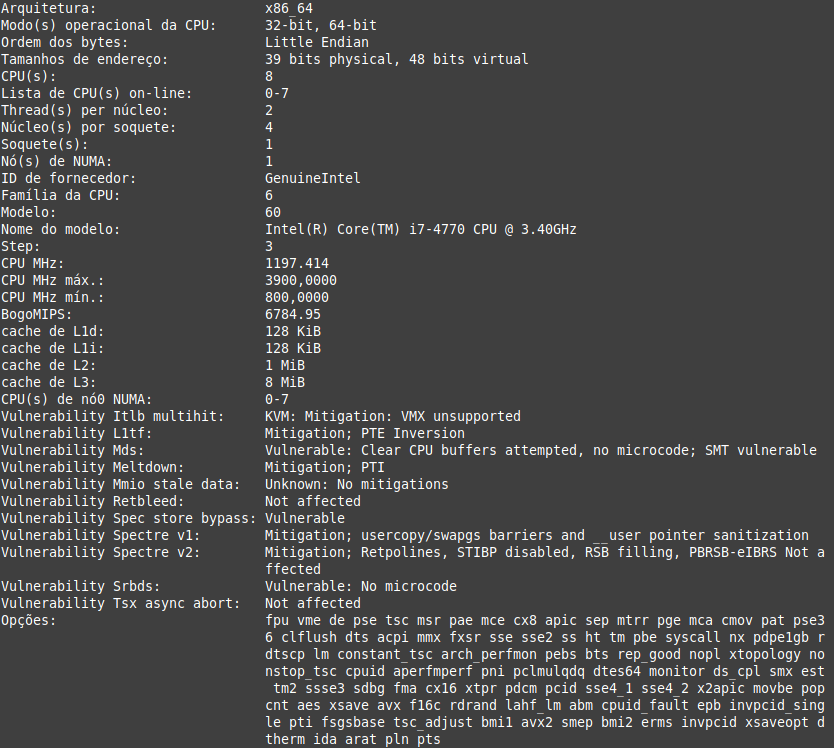 Arquitetura: x86_64
Modo(s) operacional da CPU: 32-bit, 64-bit
Ordem dos bytes: Little Endian
Tamanhos de endereço: 39 bits physical, 48 bits virtual
CPU(s): 8
Lista de CPU(s) on-line: 0-7
Thread(s) per núcleo: 2
Núcleo(s) por soquete: 4
Soquete(s): 1
Nó(s) de NUMA: 1
ID de fornecedor: GenuineIntel
Família da CPU: 6
Modelo: 60
Nome do modelo: Intel(R) Core(TM) i7-4770 CPU @ 3.40GHz
Step: 3
CPU MHz: 1197.414
CPU MHz máx.: 3900,0000
CPU MHz mín.: 800,0000
BogoMIPS: 6784.95
cache de L1d: 128 KiB
cache de L1i: 128 KiB
cache de L2: 1 MiB
cache de L3: 8 MiB
CPU(s) de nó0 NUMA: 0-7
Vulnerability Itlb multihit: KVM: Mitigation: VMX unsupported
Vulnerability L1tf: Mitigation; PTE Inversion
Vulnerability Mds: Vulnerable: Clear CPU buffers attempted, no microcode; SMT vulnerable
Vulnerability Meltdown: Mitigation; PTI
Vulnerability Mmio stale data: Unknown: No mitigations
Vulnerability Retbleed: Not affected
Vulnerability Spec store bypass: Vulnerable
Vulnerability Spectre v1: Mitigation; usercopy/swapgs barriers and __user pointer sanitization
Vulnerability Spectre v2: Mitigation; Retpolines, STIBP disabled, RSB filling, PBRSB-eIBRS Not a
ffected
Vulnerability Srbds: Vulnerable: No microcode
Vulnerability Tsx async abort: Not affected
Opções: fpu vme de pse tsc msr pae mce cx8 apic sep mtrr pge mca cmov pat pse3
6 clflush dts acpi mmx fxsr sse sse2 ss ht tm pbe syscall nx pdpe1gb r
dtscp lm constant_tsc arch_perfmon pebs bts rep_good nopl xtopology no
nstop_tsc cpuid aperfmperf pni pclmulqdq dtes64 monitor ds_cpl smx est
tm2 ssse3 sdbg fma cx16 xtpr pdcm pcid sse4_1 sse4_2 x2apic movbe pop
cnt aes xsave avx f16c rdrand lahf_lm abm cpuid_fault epb invpcid_sing
le pti fsgsbase tsc_adjust bmi1 avx2 smep bmi2 erms invpcid xsaveopt d
therm ida arat pln pts